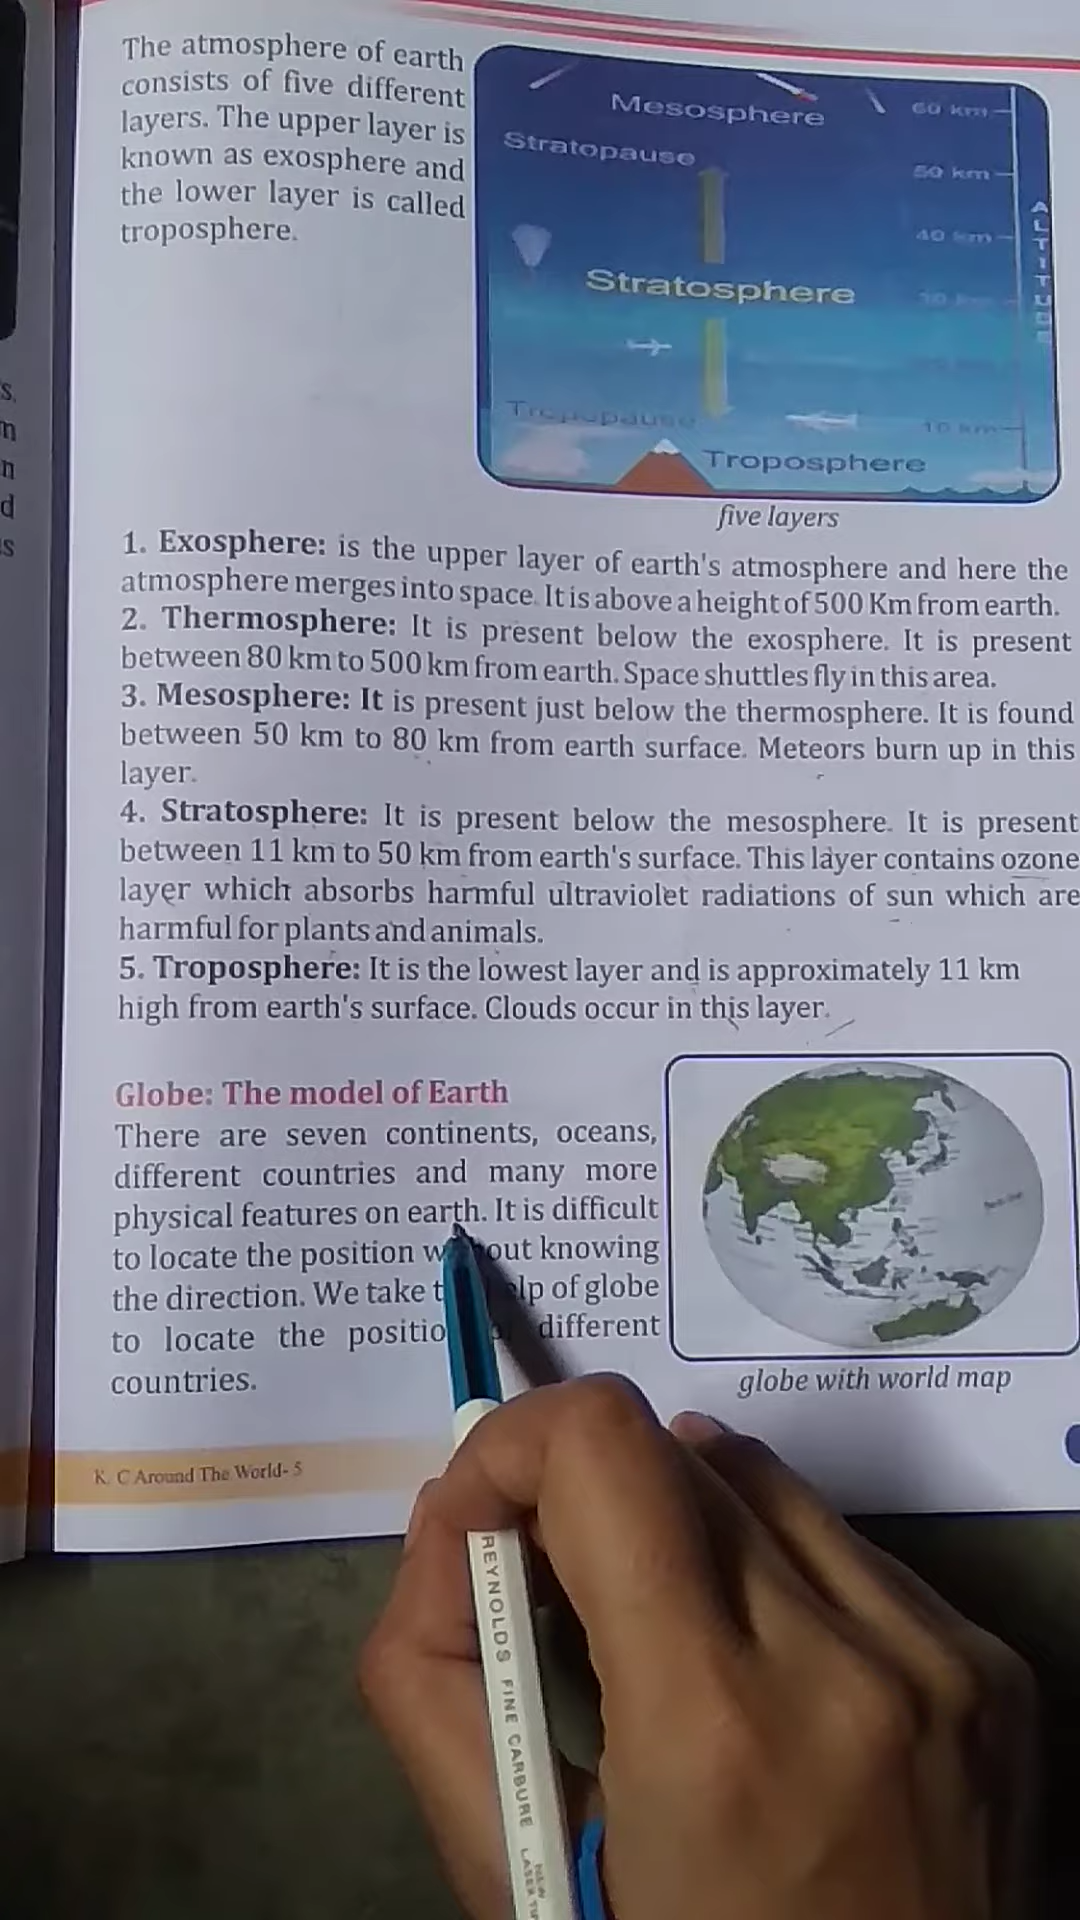 The atmosphere of earth
consists of five different
layers. The upper layer is
known as exosphere and
the lower layer is called
troposphere.
Mesosphere
Stratopause
Stratosphere
Tropopause
Troposphere
60 km
50 km
40 km
30 km
10 km
ALTITUDE
five layers
1. Exosphere: is the upper layer of earth's atmosphere and here the
atmosphere merges into space. It is above a height of 500 Km from earth.
2. Thermosphere: It is present below the exosphere. It is present
between 80 km to 500 km from earth. Space shuttles fly in this area.
3. Mesosphere: It is present just below the thermosphere. It is found
between 50 km to 80 km from earth surface. Meteors burn up in this
layer.
4. Stratosphere: It is present below the mesosphere. It is present
between 11 km to 50 km from earth's surface. This layer contains ozone
layer which absorbs harmful ultraviolet radiations of sun which are
harmful for plants and animals.
5. Troposphere: It is the lowest layer and is approximately 11 km
high from earth's surface. Clouds occur in this layer.
Globe: The model of Earth
There are seven continents, oceans,
different countries and many more
physical features on earth. It is difficult
to locate the position out knowing
the direction. We take of globe
to locate the different
countries.
globe with world map
K. C Around The World- 5
REYNOLDS FINE CARBURE